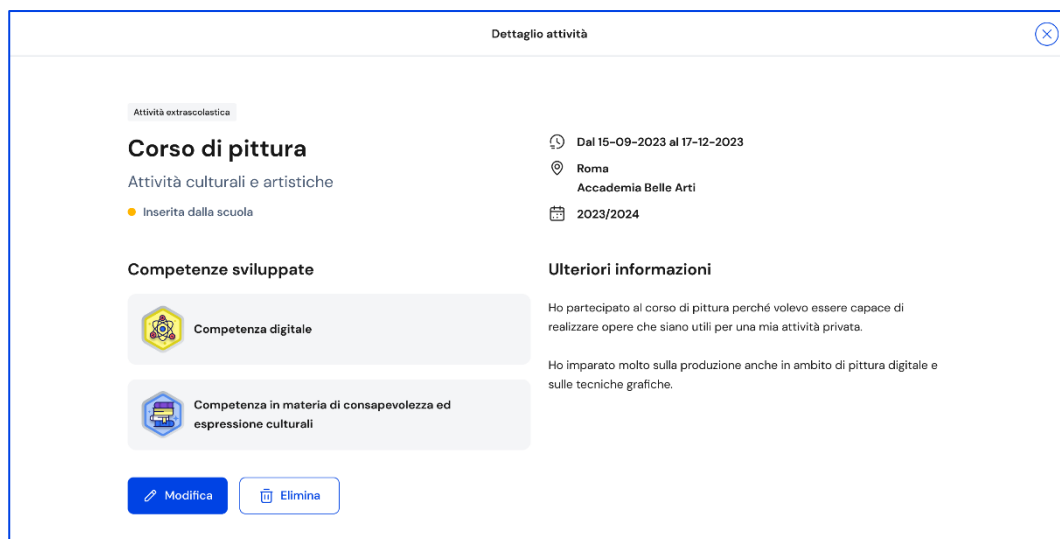 Dettaglio attività
Attività extrascolastica
Corso di pittura
Attività culturali e artistiche
Inserita dalla scuola
Dal 15-09-2023 al 17-12-2023
Roma
Accademia Belle Arti
2023/2024
Competenze sviluppate
Competenza digitale
Competenza in materia di consapevolezza ed
espressione culturali
Ulteriori informazioni
Ho partecipato al corso di pittura perché volevo essere capace di
realizzare opere che siano utili per una mia attività privata.
Ho imparato molto sulla produzione anche in ambito di pittura digitale e
sulle tecniche grafiche.
Modifica
Elimina